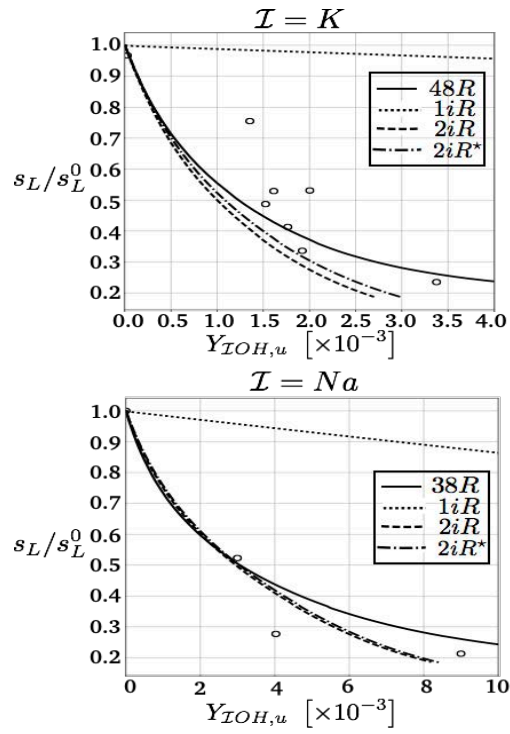 𝓘 = K
1.0
0.9
0.8
0.7
0.6
0.5
0.4
0.3
0.2
s_L/s_L^0
48R
1iR
2iR
2iR⋆
0.0 0.5 1.0 1.5 2.0 2.5 3.0 3.5 4.0
Y_{𝓘OH,u} [×10⁻³]
𝓘 = Na
1.0
0.9
0.8
0.7
0.6
0.5
0.4
0.3
0.2
s_L/s_L^0
38R
1iR
2iR
2iR⋆
0 2 4 6 8 10
Y_{𝓘OH,u} [×10⁻³]